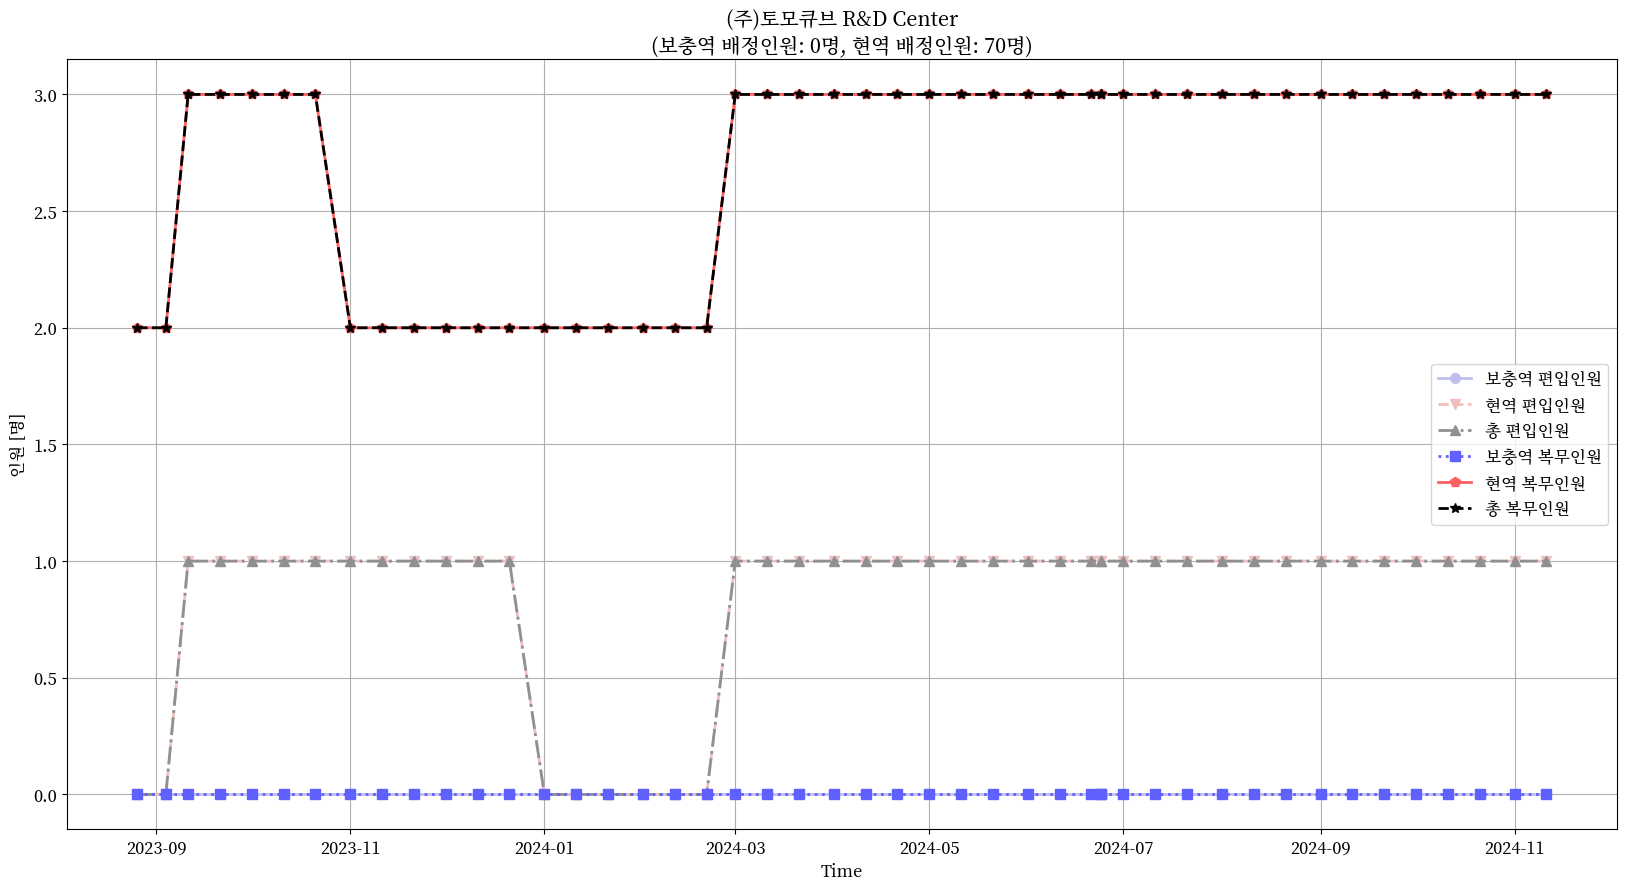 (주)토모큐브 R&D Center
(보충역 배정인원: 0명, 현역 배정인원: 70명)
인원 [명]
3.0
2.5
2.0
1.5
1.0
0.5
0.0
보충역 편입인원
현역 편입인원
총 편입인원
보충역 복무인원
현역 복무인원
총 복무인원
2023-09
2023-11
2024-01
2024-03
2024-05
2024-07
2024-09
2024-11
Time